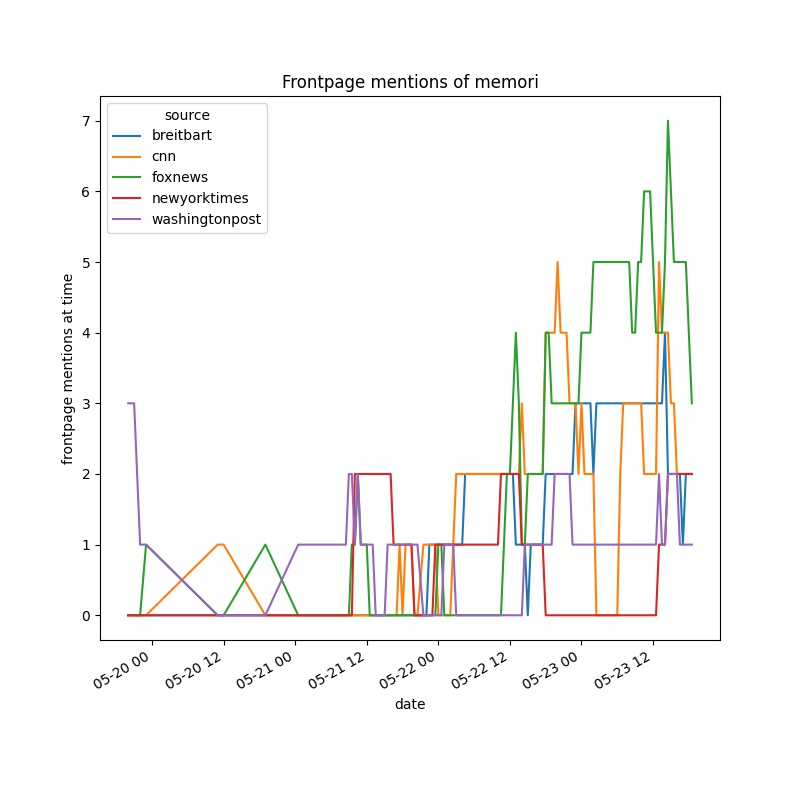 Frontpage mentions of memori
source
breitbart
cnn
foxnews
newyorktimes
washingtonpost
frontpage mentions at time
7
6
5
4
3
2
1
0
05-20 00
05-20 12
05-21 00
05-21 12
05-22 00
05-22 12
05-23 00
05-23 12
date